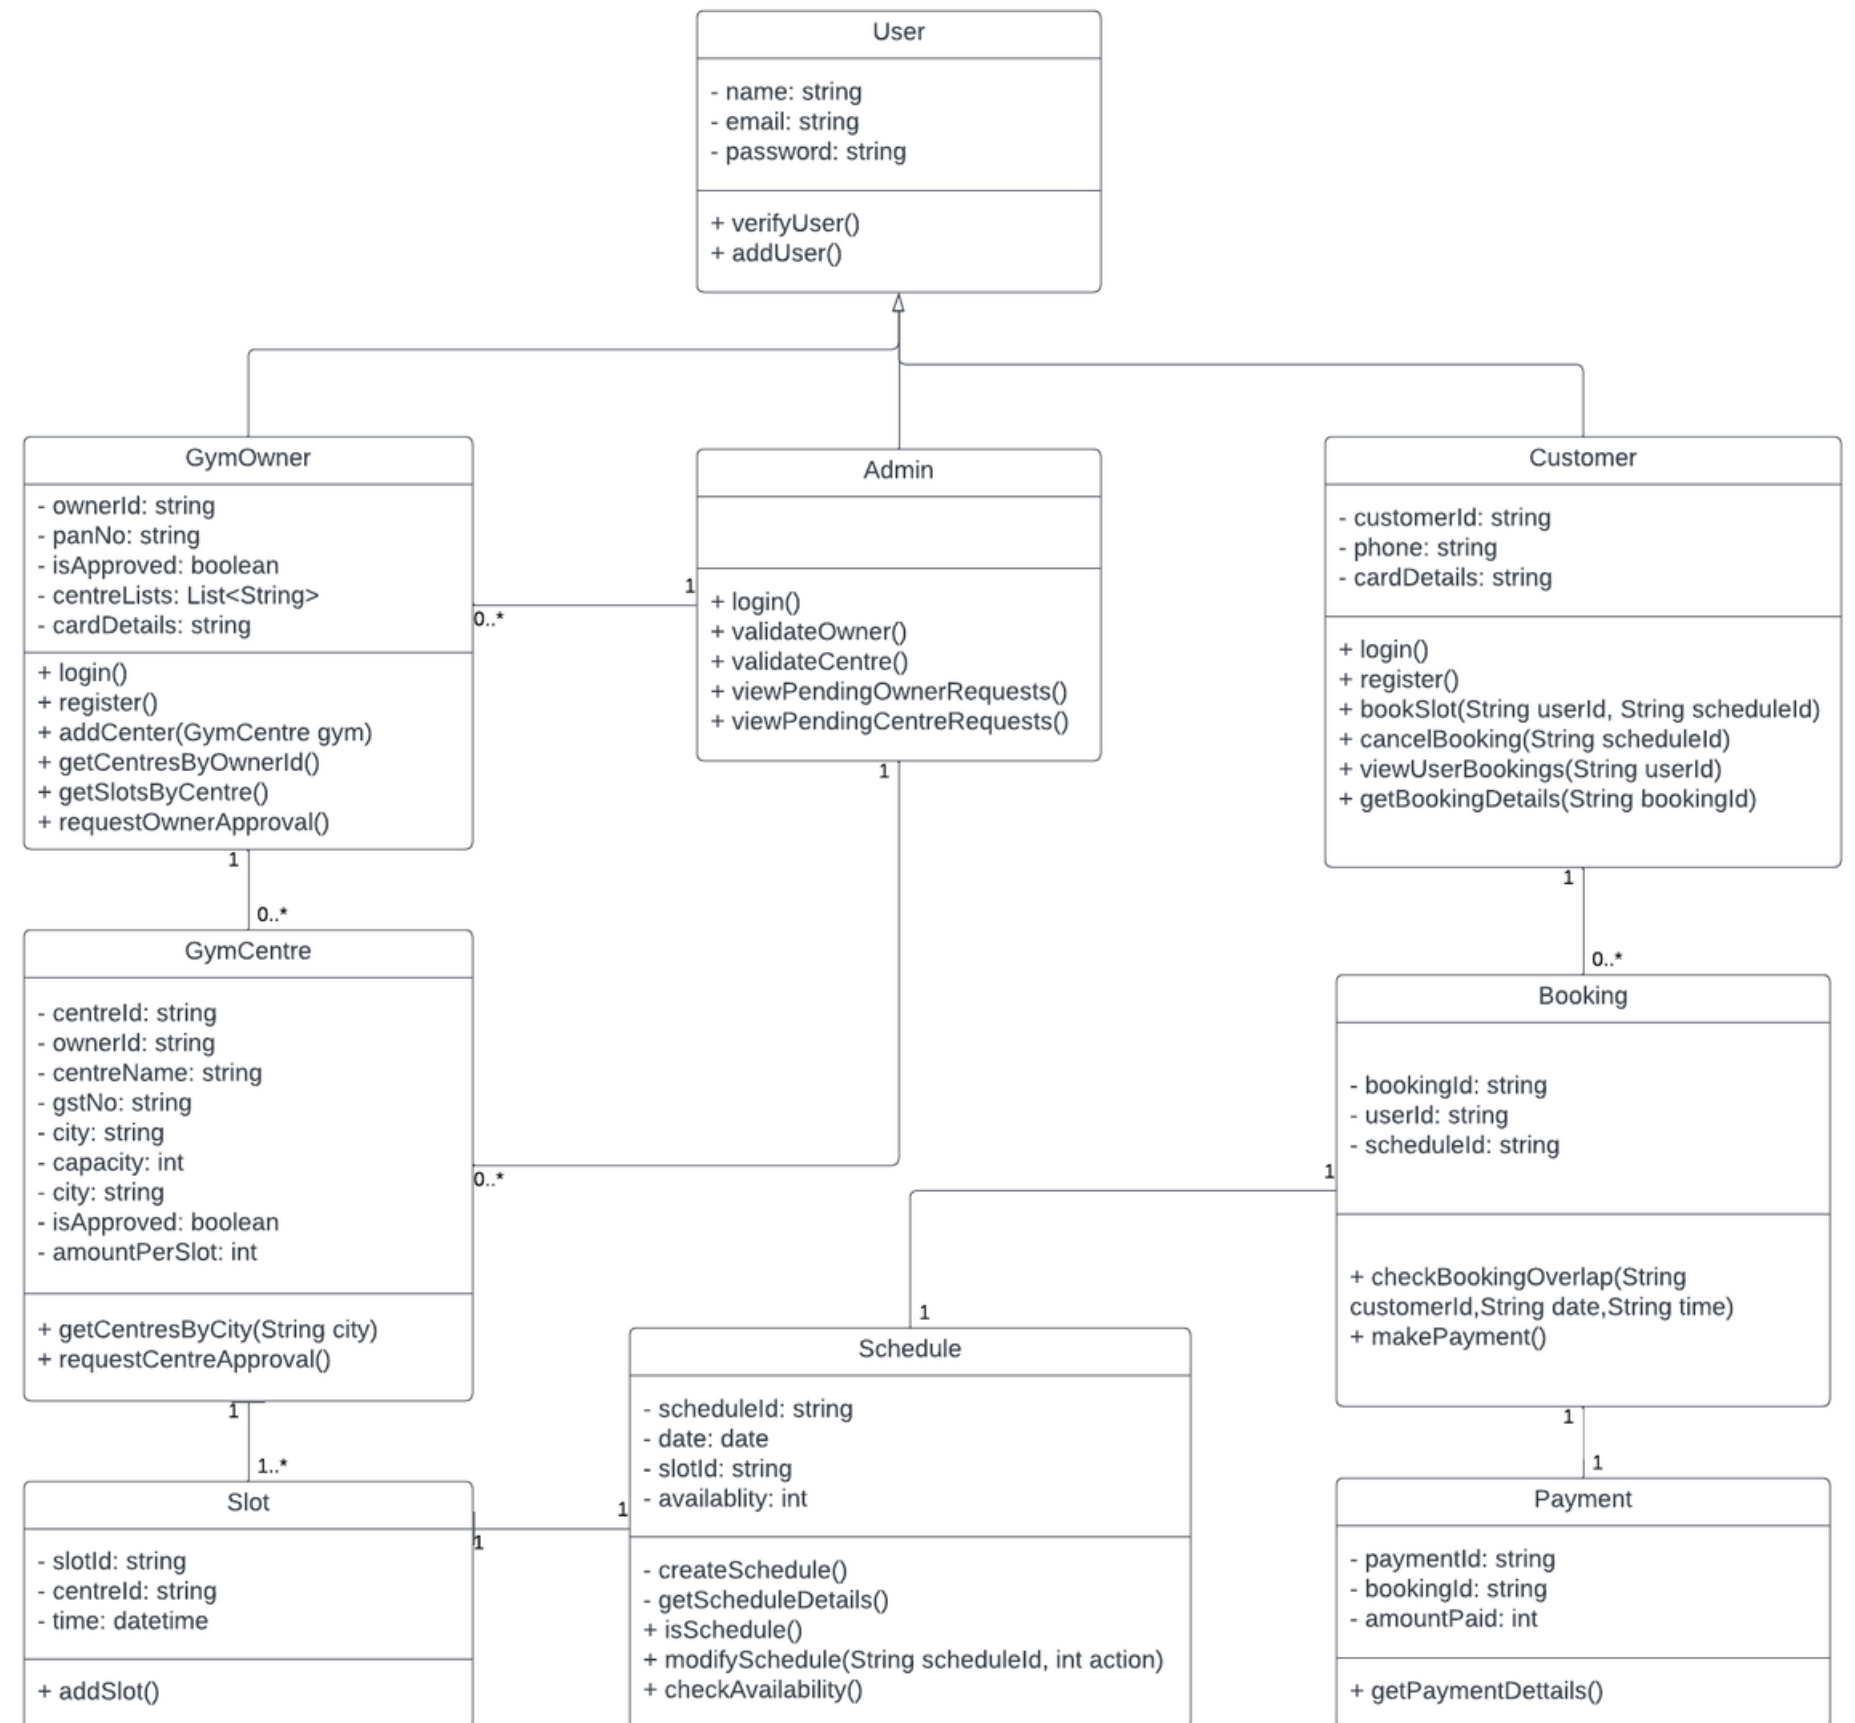 User
- name: string
- email: string
- password: string
+ verifyUser()
+ addUser()
GymOwner
- ownerId: string
- panNo: string
- isApproved: boolean
- centreLists: List<String>
- cardDetails: string
+ login()
+ register()
+ addCenter(GymCentre gym)
+ getCentresByOwnerId()
+ getSlotsByCentre()
+ requestOwnerApproval()
1
0..*
Admin
+ login()
+ validateOwner()
+ validateCentre()
+ viewPendingOwnerRequests()
+ viewPendingCentreRequests()
Customer
- customerId: string
- phone: string
- cardDetails: string
+ login()
+ register()
+ bookSlot(String userId, String scheduleId)
+ cancelBooking(String scheduleId)
+ viewUserBookings(String userId)
+ getBookingDetails(String bookingId)
1
0..*
1
0..*
1
0..*
GymCentre
- centreId: string
- ownerId: string
- centreName: string
- gstNo: string
- city: string
- capacity: int
- city: string
- isApproved: boolean
- amountPerSlot: int
+ getCentresByCity(String city)
+ requestCentreApproval()
Booking
- bookingId: string
- userId: string
- scheduleId: string
+ checkBookingOverlap(String
customerId,String date,String time)
+ makePayment()
1
1
1
1..*
Slot
- slotId: string
- centreId: string
- time: datetime
+ addSlot()
1
1
Schedule
- scheduleId: string
- date: date
- slotId: string
- availablity: int
- createSchedule()
- getScheduleDetails()
+ isSchedule()
+ modifySchedule(String scheduleId, int action)
+ checkAvailability()
1
1
Payment
- paymentId: string
- bookingId: string
- amountPaid: int
+ getPaymentDettails()